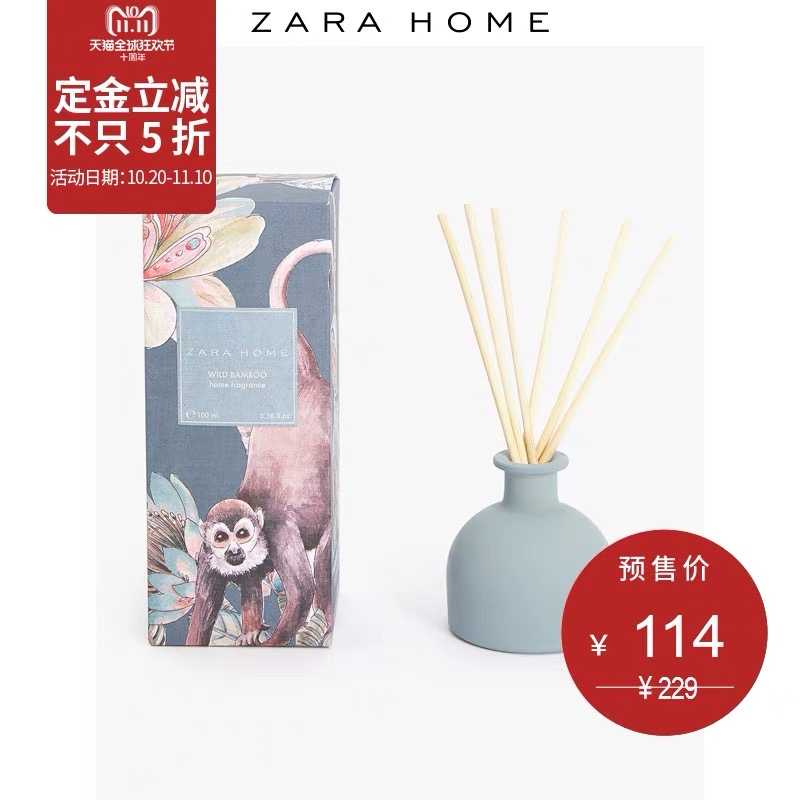 11.11
天猫全球狂欢节
十周年
ZARA HOME
定金立减
不只5折
活动日期:10.20-11.10
ZARA HOME
WILD BAMBOO
home fragrance
℮ 100 ml
预售价
¥ 114
¥ 229